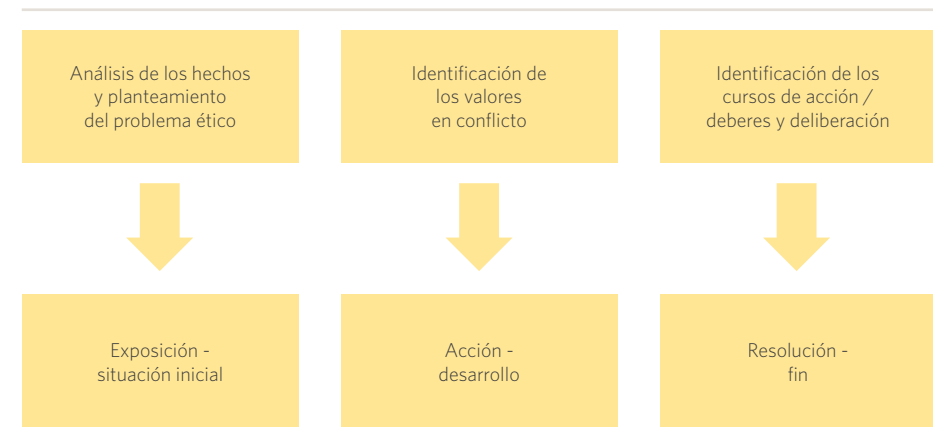 Análisis de los hechos
y planteamiento
del problema ético
Identificación de
los valores
en conflicto
Identificación de los
cursos de acción /
deberes y deliberación
Exposición -
situación inicial
Acción -
desarrollo
Resolución -
fin